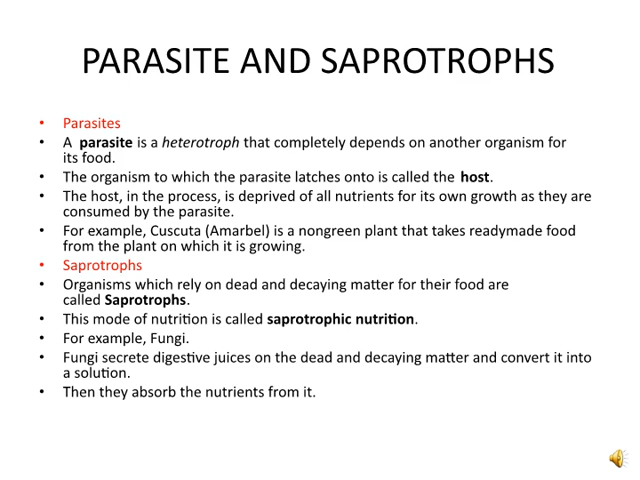 PARASITE AND SAPROTROPHS
• Parasites
• A parasite is a heterotroph that completely depends on another organism for
its food.
• The organism to which the parasite latches onto is called the host.
• The host, in the process, is deprived of all nutrients for its own growth as they are
consumed by the parasite.
• For example, Cuscuta (Amarbel) is a nongreen plant that takes readymade food
from the plant on which it is growing.
• Saprotrophs
• Organisms which rely on dead and decaying matter for their food are
called Saprotrophs.
• This mode of nutrition is called saprotrophic nutrition.
• For example, Fungi.
• Fungi secrete digestive juices on the dead and decaying matter and convert it into
a solution.
• Then they absorb the nutrients from it.